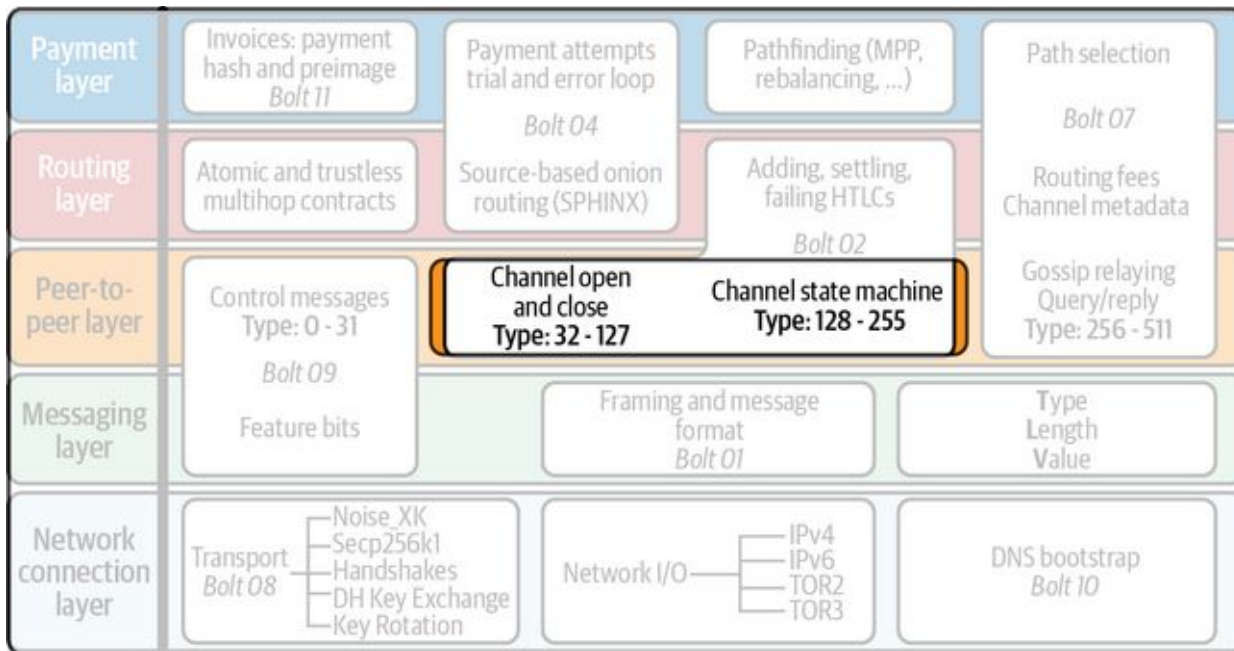 Payment
layer
Invoices: payment
hash and preimage
Bolt 11
Payment attempts
trial and error loop
Bolt 04
Source-based onion
routing (SPHINX)
Pathfinding (MPP,
rebalancing, ...)
Path selection
Bolt 07
Routing fees
Channel metadata
Gossip relaying
Query/reply
Type: 256 - 511
Routing
layer
Atomic and trustless
multihop contracts
Adding, settling,
failing HTLCs
Bolt 02
Peer-to-
peer layer
Control messages
Type: 0 - 31
Bolt 09
Feature bits
Channel open
and close
Type: 32 - 127
Channel state machine
Type: 128 - 255
Messaging
layer
Framing and message
format
Bolt 01
Type
Length
Value
Network
connection
layer
Transport
Bolt 08
Noise_XK
Secp256k1
Handshakes
DH Key Exchange
Key Rotation
Network I/O
IPv4
IPv6
TOR2
TOR3
DNS bootstrap
Bolt 10